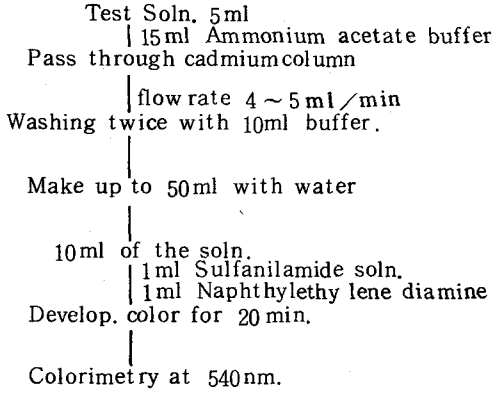 Test Soln. 5ml
15ml Ammonium acetate buffer
Pass through cadmium column
flow rate 4 ~ 5 ml/min
Washing twice with 10ml buffer.
Make up to 50ml with water
10ml of the soln.
1ml Sulfanilamide soln.
1ml Naphthylethy lene diamine
Develop. color for 20 min.
Colorimetry at 540nm.